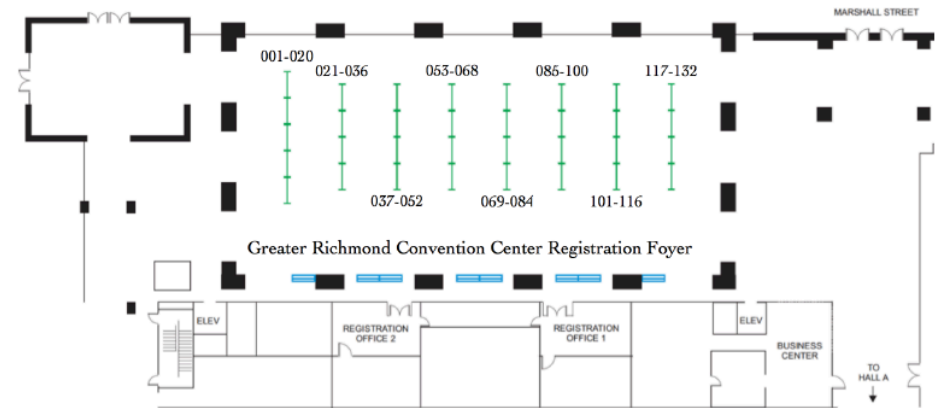 MARSHALL STREET
001-020
021-036
053-068
085-100
117-132
037-052
069-084
101-116
Greater Richmond Convention Center Registration Foyer
ELEV
REGISTRATION
OFFICE 2
REGISTRATION
OFFICE 1
ELEV
BUSINESS
CENTER
TO
HALL A